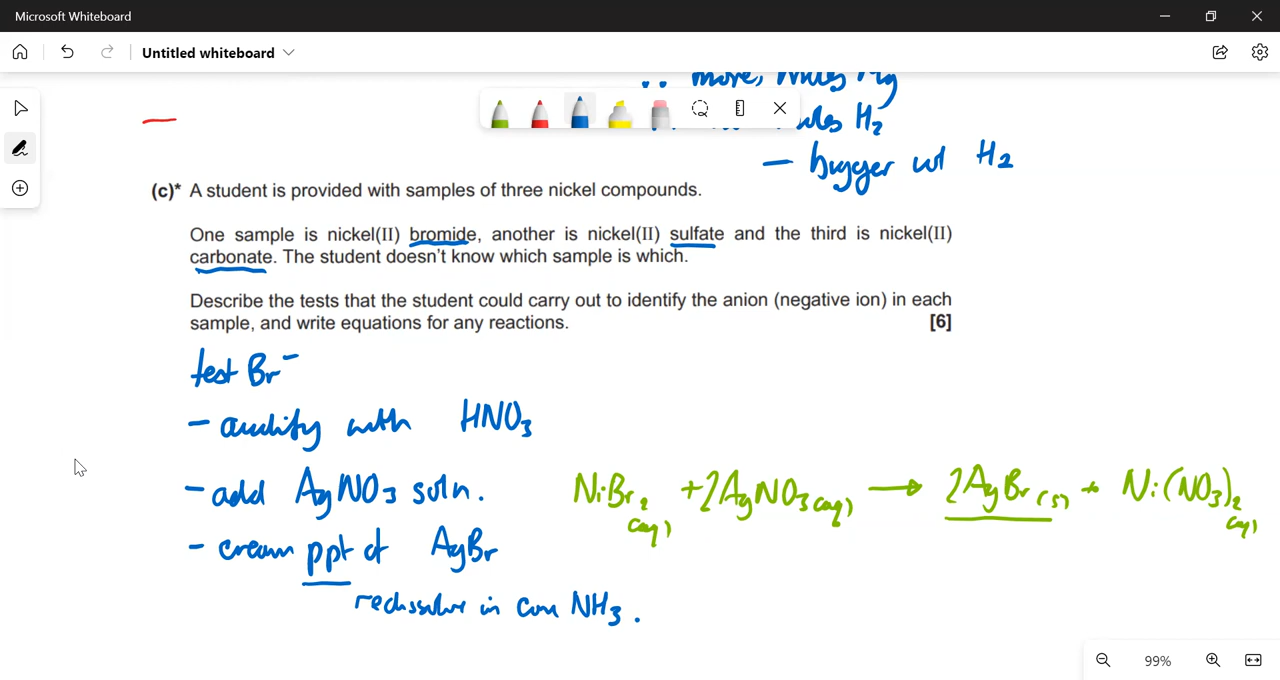 Microsoft Whiteboard
Untitled whiteboard
more, moles Mg
moles H2
— bigger vol H2
(c)* A student is provided with samples of three nickel compounds.
One sample is nickel(II) bromide, another is nickel(II) sulfate and the third is nickel(II)
carbonate. The student doesn't know which sample is which.
Describe the tests that the student could carry out to identify the anion (negative ion) in each
sample, and write equations for any reactions. [6]
test Br⁻
- acidify with HNO3
- add AgNO3 soln. NiBr2 (aq) + 2AgNO3 (aq) → 2AgBr (s) + Ni(NO3)2 (aq)
- cream ppt of AgBr
redissolve in conc NH3.
99%